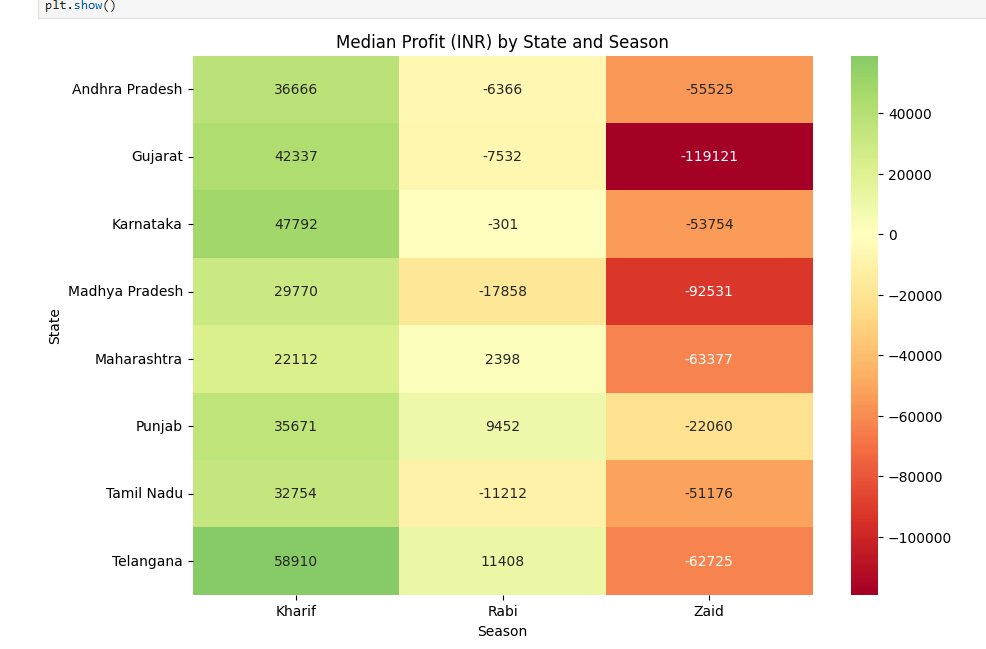 plt.show()
Median Profit (INR) by State and Season
Andhra Pradesh 36666 -6366 -55525
Gujarat 42337 -7532 -119121
Karnataka 47792 -301 -53754
Madhya Pradesh 29770 -17858 -92531
Maharashtra 22112 2398 -63377
Punjab 35671 9452 -22060
Tamil Nadu 32754 -11212 -51176
Telangana 58910 11408 -62725
Kharif Rabi Zaid
Season
State
40000
20000
0
−20000
−40000
−60000
−80000
−100000